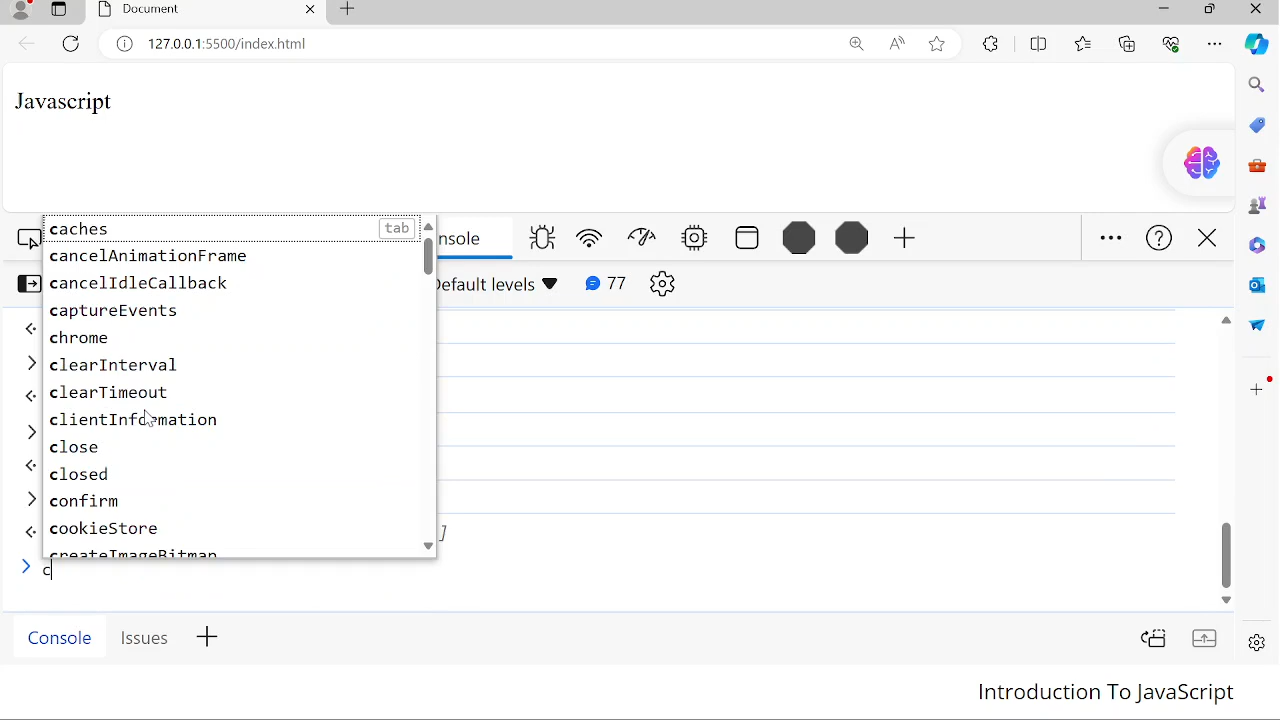 Document
127.0.0.1:5500/index.html
Javascript
caches
tab
cancelAnimationFrame
cancelIdleCallback
captureEvents
chrome
clearInterval
clearTimeout
clientInformation
close
closed
confirm
cookieStore
createImageBitmap
nsole
Default levels
77
]
c
Console
Issues
Introduction To JavaScript